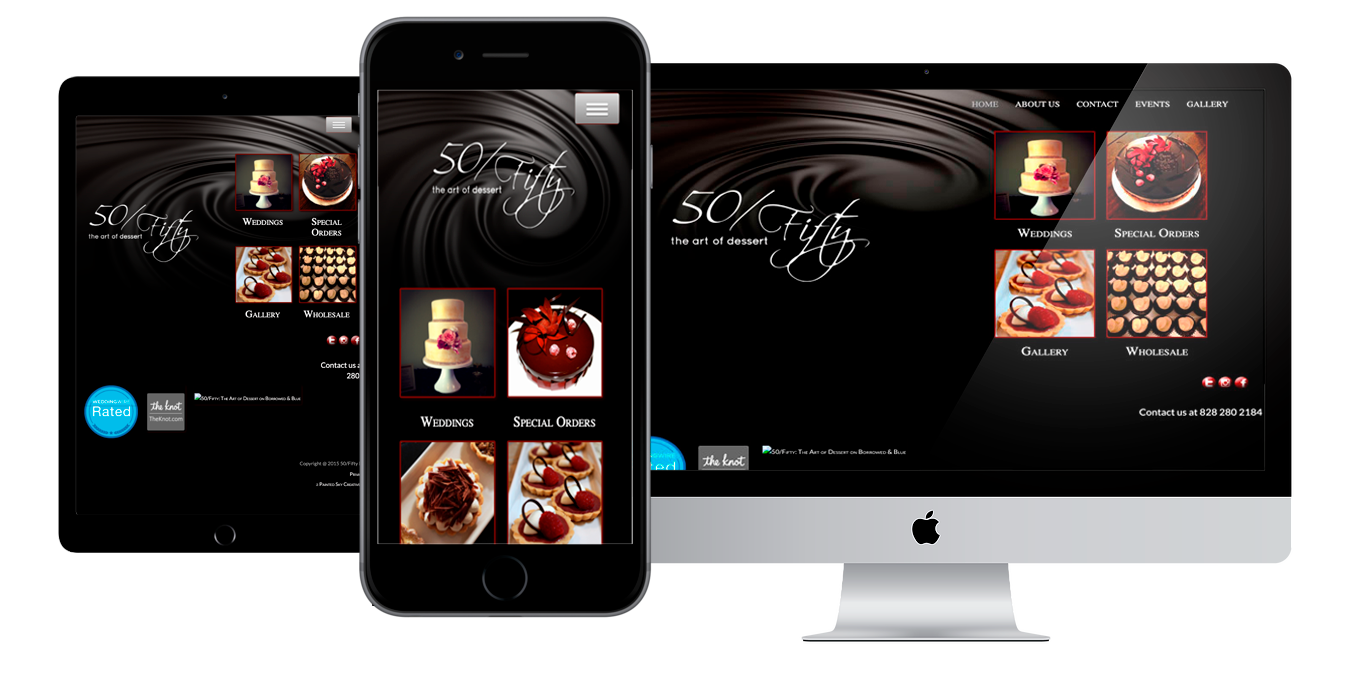 50/Fifty
the art of dessert
WEDDINGS
SPECIAL
ORDERS
GALLERY
WHOLESALE
Contact us
280
Rated
the knot
TheKnot.com
50/FIFTY: THE ART OF DESSERT ON BORROWED & BLUE
Copyright © 2015 50/Fifty
50/Fifty
the art of dessert
WEDDINGS
SPECIAL ORDERS
HOME
ABOUT US
CONTACT
EVENTS
GALLERY
50/Fifty
the art of dessert
WEDDINGS
SPECIAL ORDERS
GALLERY
WHOLESALE
Contact us at 828 280 2184
the knot
50/FIFTY: THE ART OF DESSERT ON BORROWED & BLUE